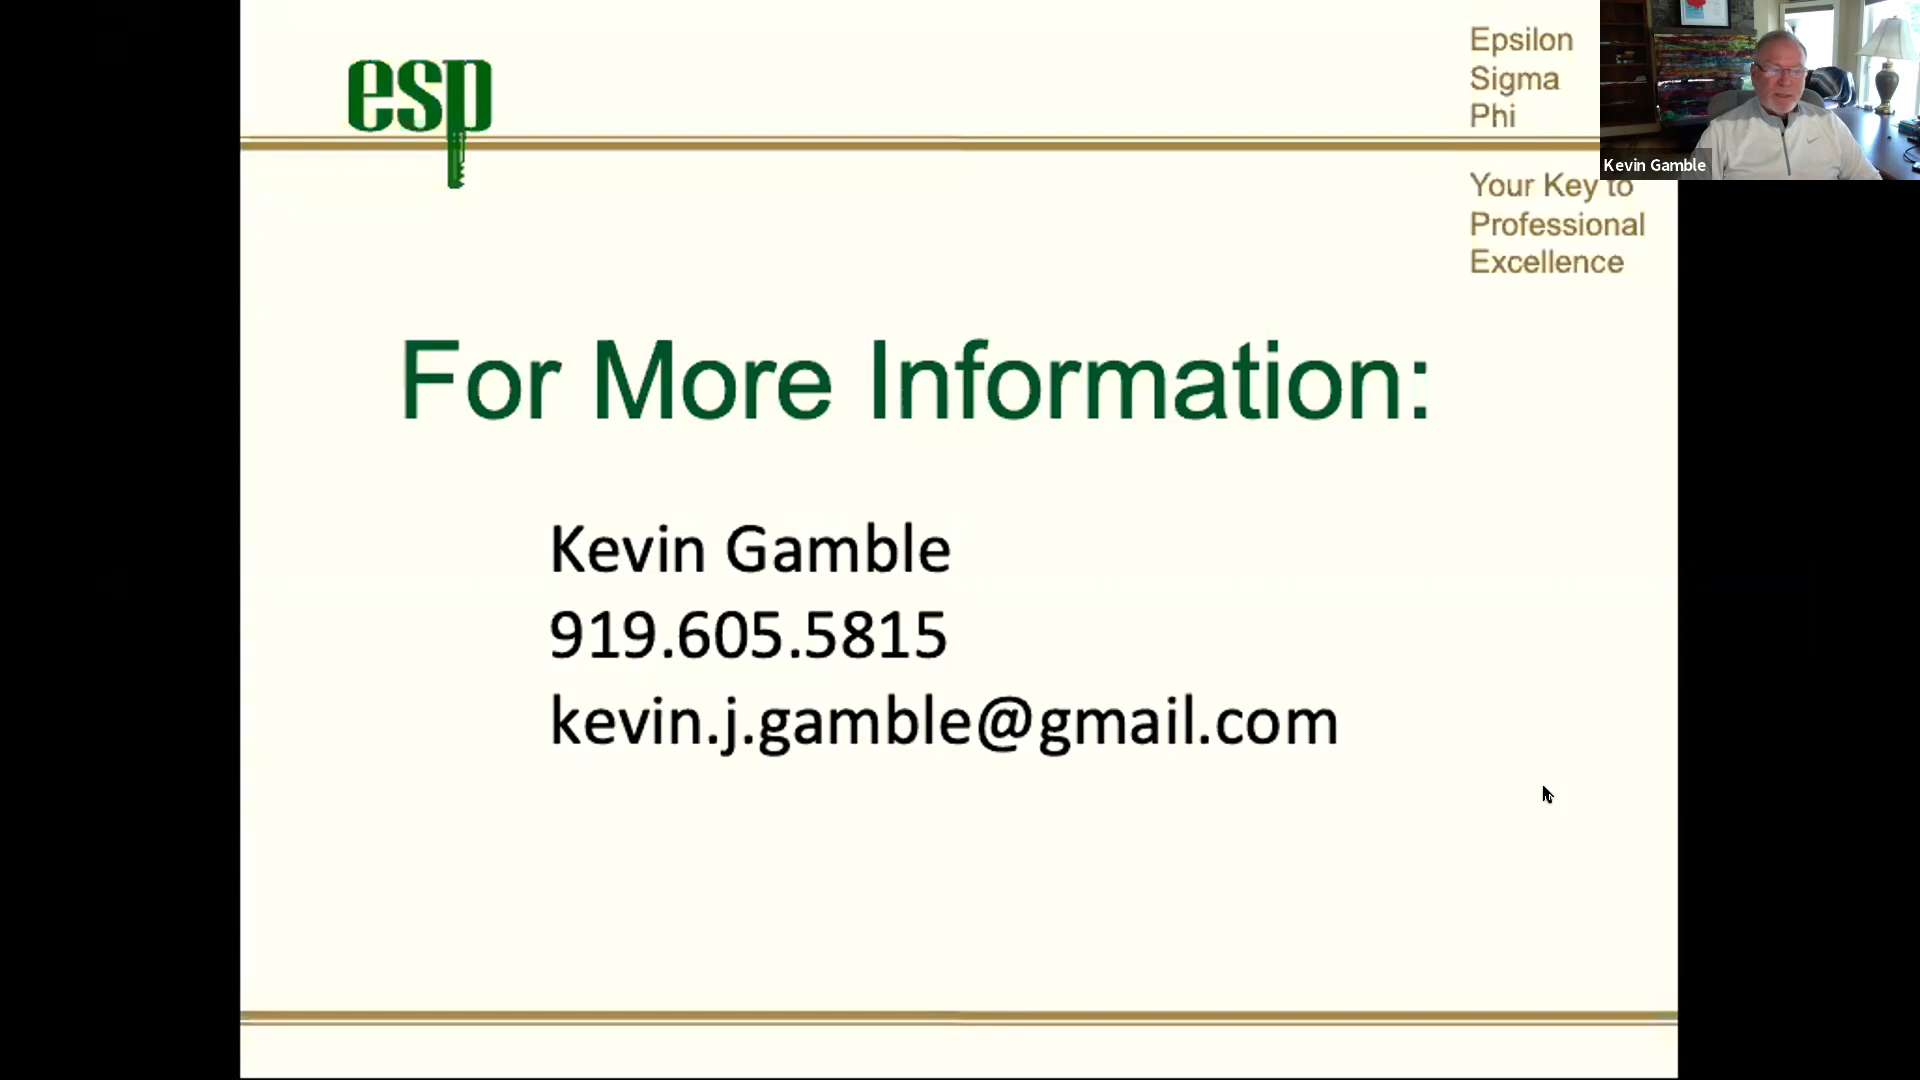 esp
Epsilon
Sigma
Phi
Kevin Gamble
Your Key to
Professional
Excellence
For More Information:
Kevin Gamble
919.605.5815
kevin.j.gamble@gmail.com